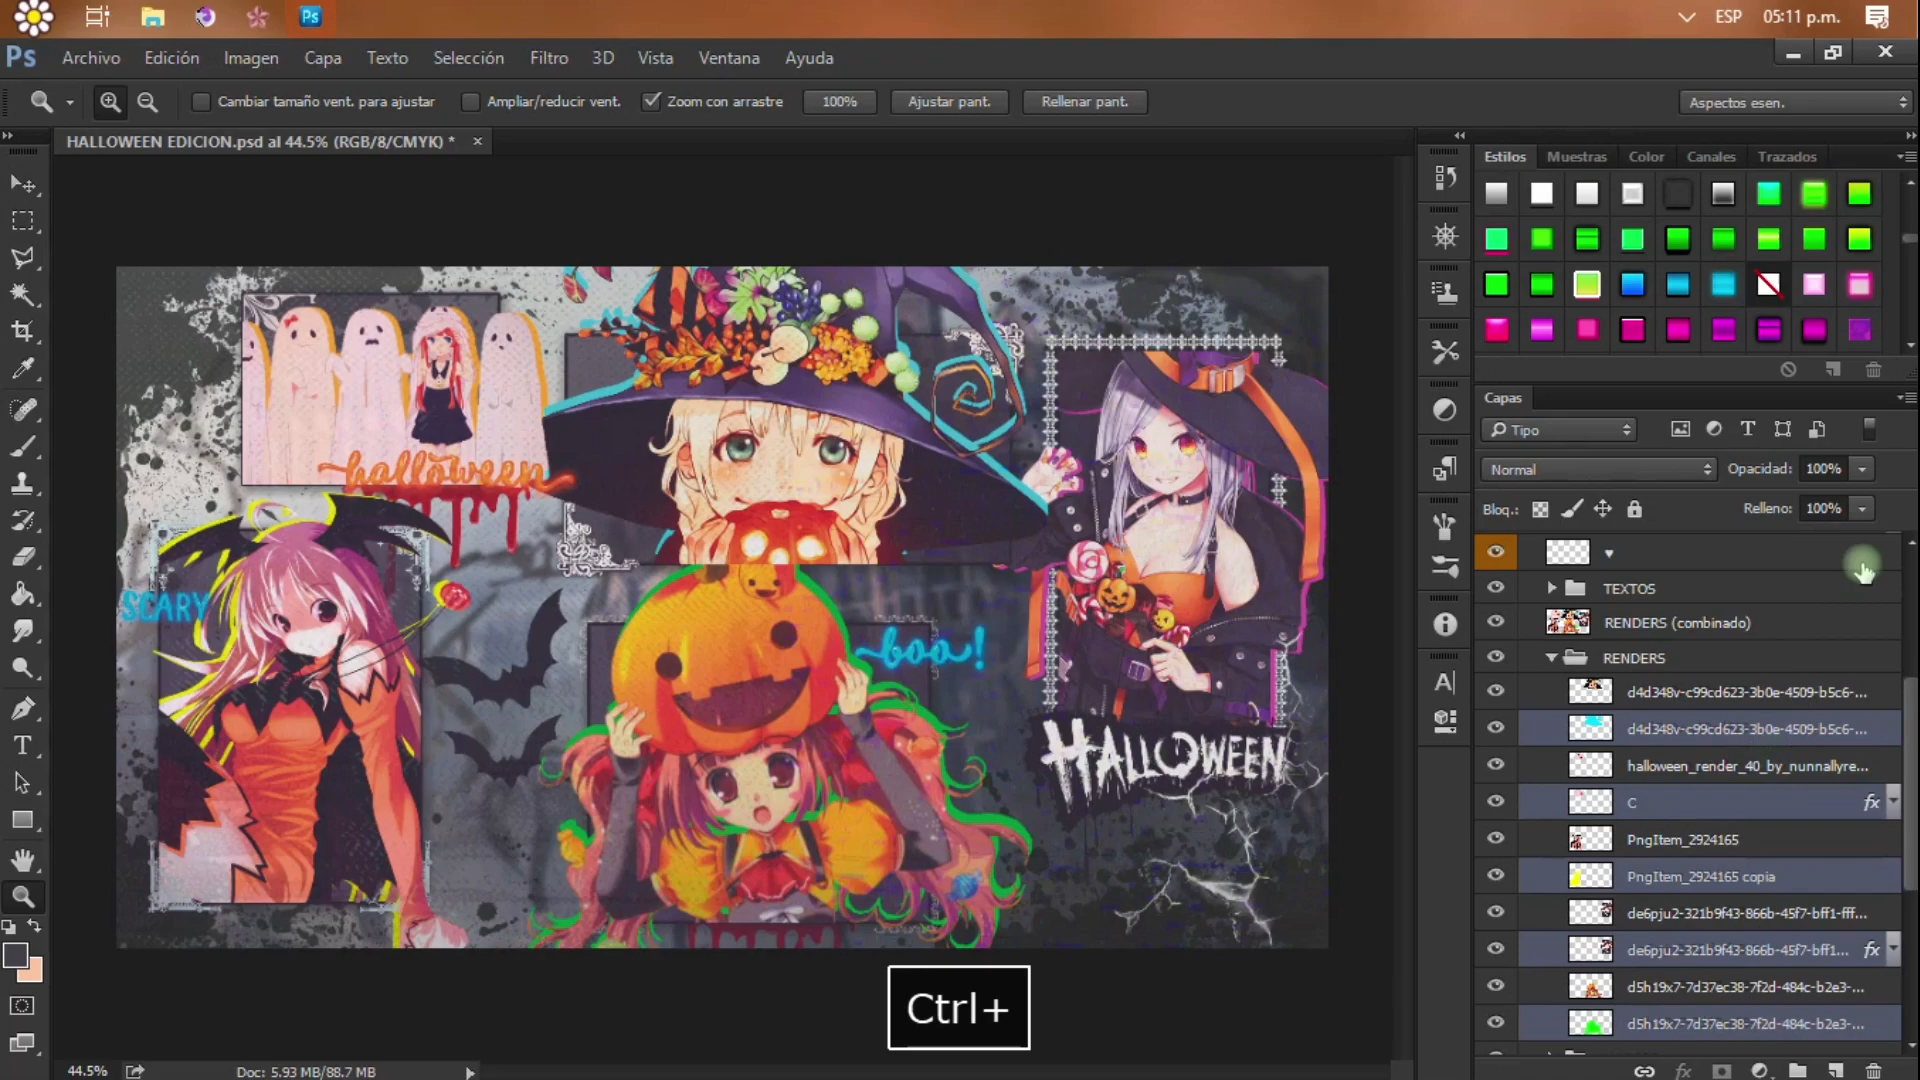 Ps
ESP 05:11 p.m.
Ps Archivo Edición Imagen Capa Texto Selección Filtro 3D Vista Ventana Ayuda
Cambiar tamaño vent. para ajustar Ampliar/reducir vent. Zoom con arrastre 100% Ajustar pant. Rellenar pant. Aspectos esen.
HALLOWEEN EDICION.psd al 44.5% (RGB/8/CMYK) *
Estilos Muestras Color Canales Trazados
Capas
Tipo
Normal Opacidad: 100%
Bloq.: Relleno: 100%
♥
TEXTOS
RENDERS (combinado)
RENDERS
d4d348v-c99cd623-3b0e-4509-b5c6-...
d4d348v-c99cd623-3b0e-4509-b5c6-...
halloween_render_40_by_nunnallyre...
C fx
PngItem_2924165
PngItem_2924165 copia
de6pju2-321b9f43-866b-45f7-bff1-fff...
de6pju2-321b9f43-866b-45f7-bff1... fx
d5h19x7-7d37ec38-7f2d-484c-b2e3-...
d5h19x7-7d37ec38-7f2d-484c-b2e3-...
fx
halloween
SCARY
boo!
HALLOWEEN
Ctrl+
44.5% Doc: 5.93 MB/88.7 MB